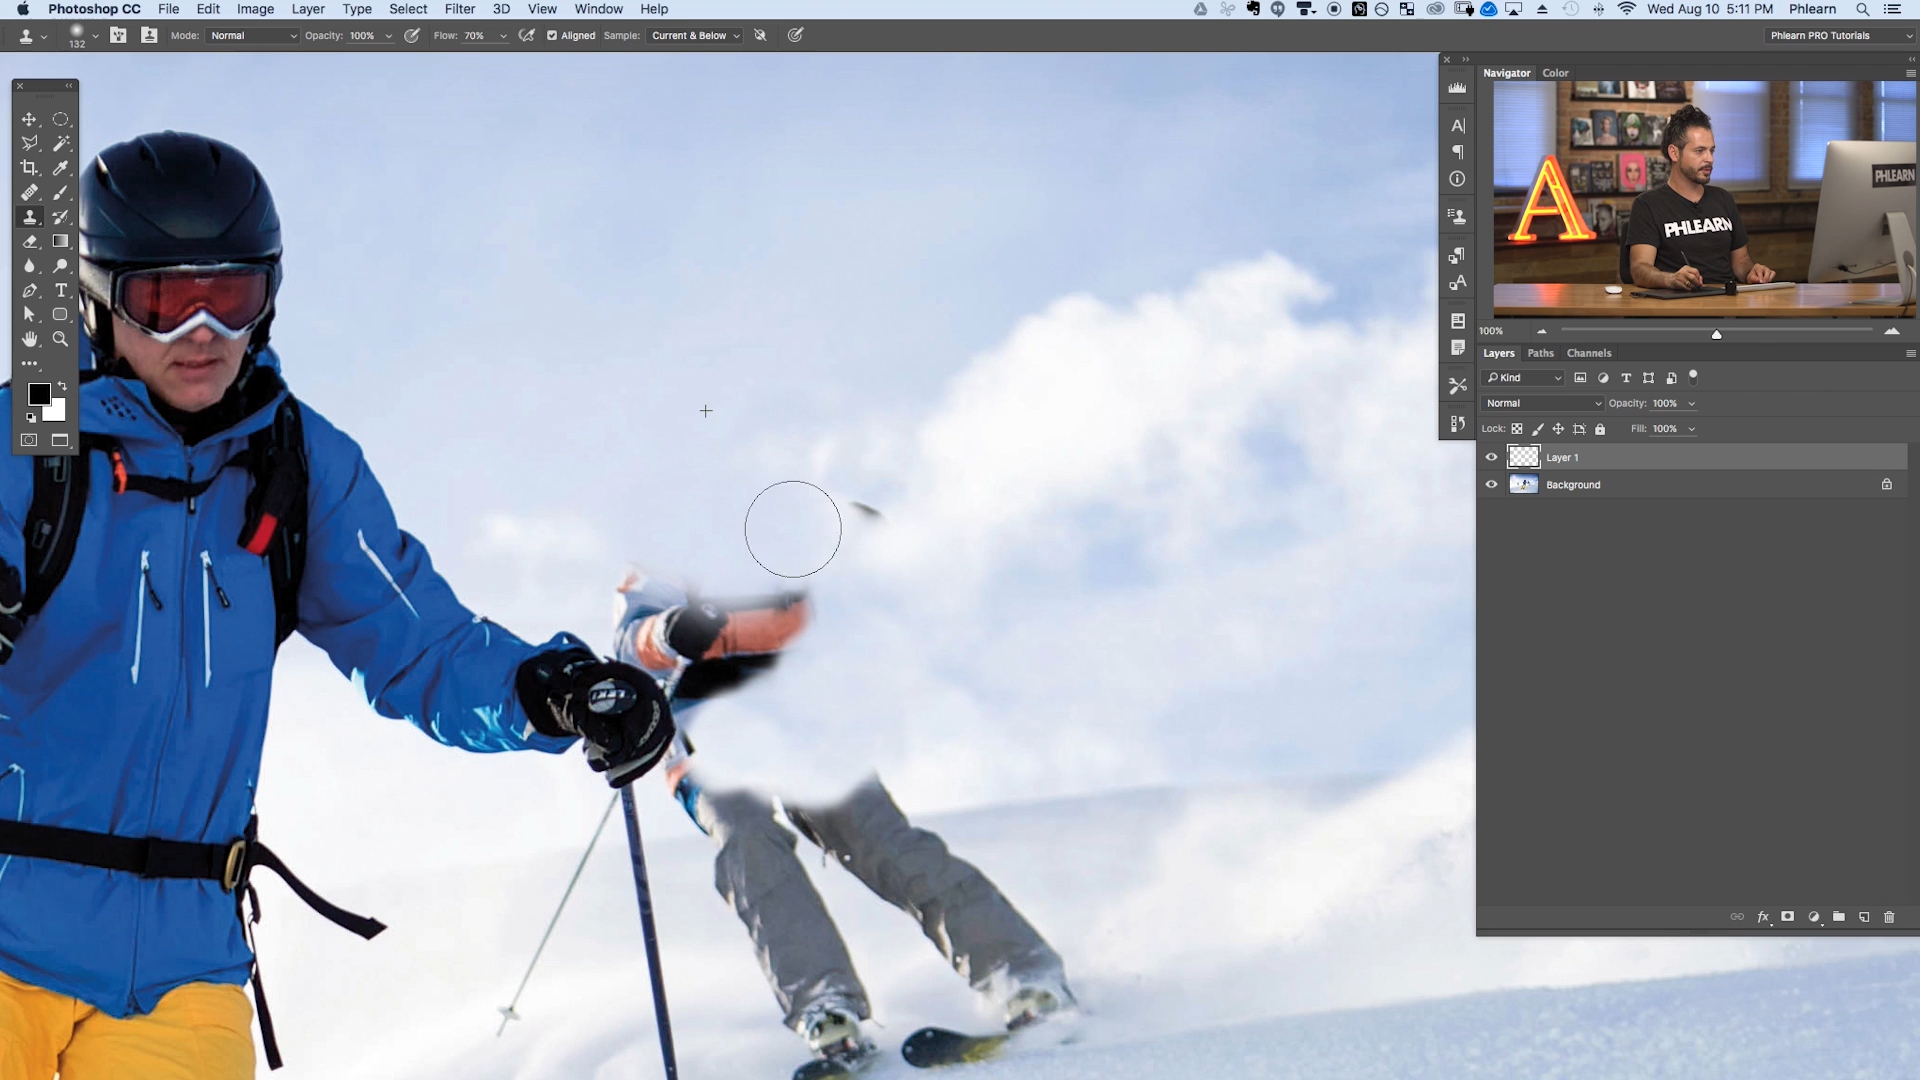 Photoshop CC File Edit Image Layer Type Select Filter 3D View Window Help Wed Aug 10 5:11 PM Phlearn
132 Mode: Normal Opacity: 100% Flow: 70% Aligned Sample: Current & Below Phlearn PRO Tutorials
Navigator Color
PHLEARN
PHLEARN
A
100%
Layers Paths Channels
Kind
Normal Opacity: 100%
Lock: Fill: 100%
Layer 1
Background
LEKI